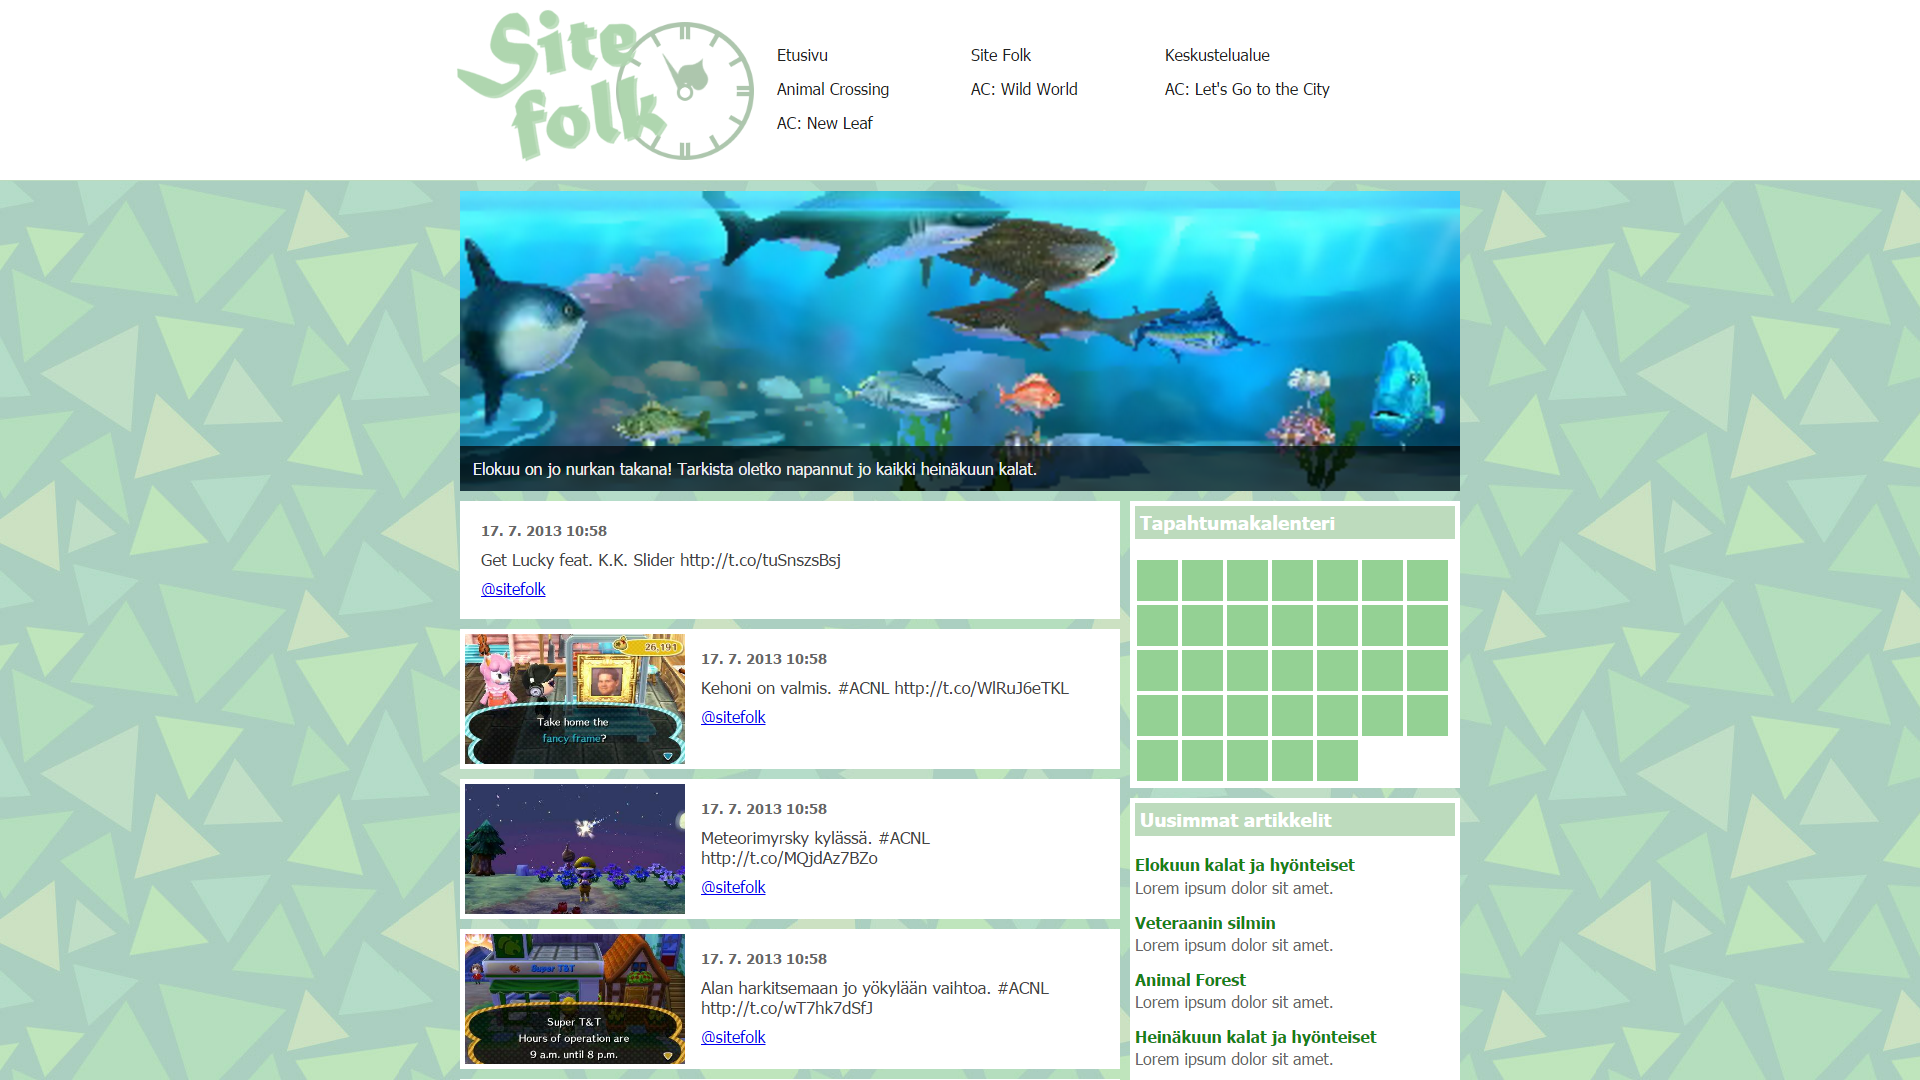 Site
folk
Etusivu
Site Folk
Keskustelualue
Animal Crossing
AC: Wild World
AC: Let's Go to the City
AC: New Leaf
Elokuu on jo nurkan takana! Tarkista oletko napannut jo kaikki heinäkuun kalat.
17. 7. 2013 10:58
Get Lucky feat. K.K. Slider http://t.co/tuSnszsBsj
@sitefolk
26,191
Take home the
fancy frame?
17. 7. 2013 10:58
Kehoni on valmis. #ACNL http://t.co/WlRuJ6eTKL
@sitefolk
17. 7. 2013 10:58
Meteorimyrsky kylässä. #ACNL
http://t.co/MQjdAz7BZo
@sitefolk
Super T&T
Super T&T
Hours of operation are
9 a.m. until 8 p.m.
17. 7. 2013 10:58
Alan harkitsemaan jo yökylään vaihtoa. #ACNL
http://t.co/wT7hk7dSfJ
@sitefolk
Tapahtumakalenteri
Uusimmat artikkelit
Elokuun kalat ja hyönteiset
Lorem ipsum dolor sit amet.
Veteraanin silmin
Lorem ipsum dolor sit amet.
Animal Forest
Lorem ipsum dolor sit amet.
Heinäkuun kalat ja hyönteiset
Lorem ipsum dolor sit amet.